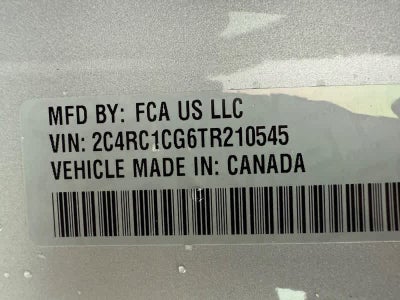 MFD BY: FCA US LLC
VIN: 2C4RC1CG6TR210545
VEHICLE MADE IN: CANADA